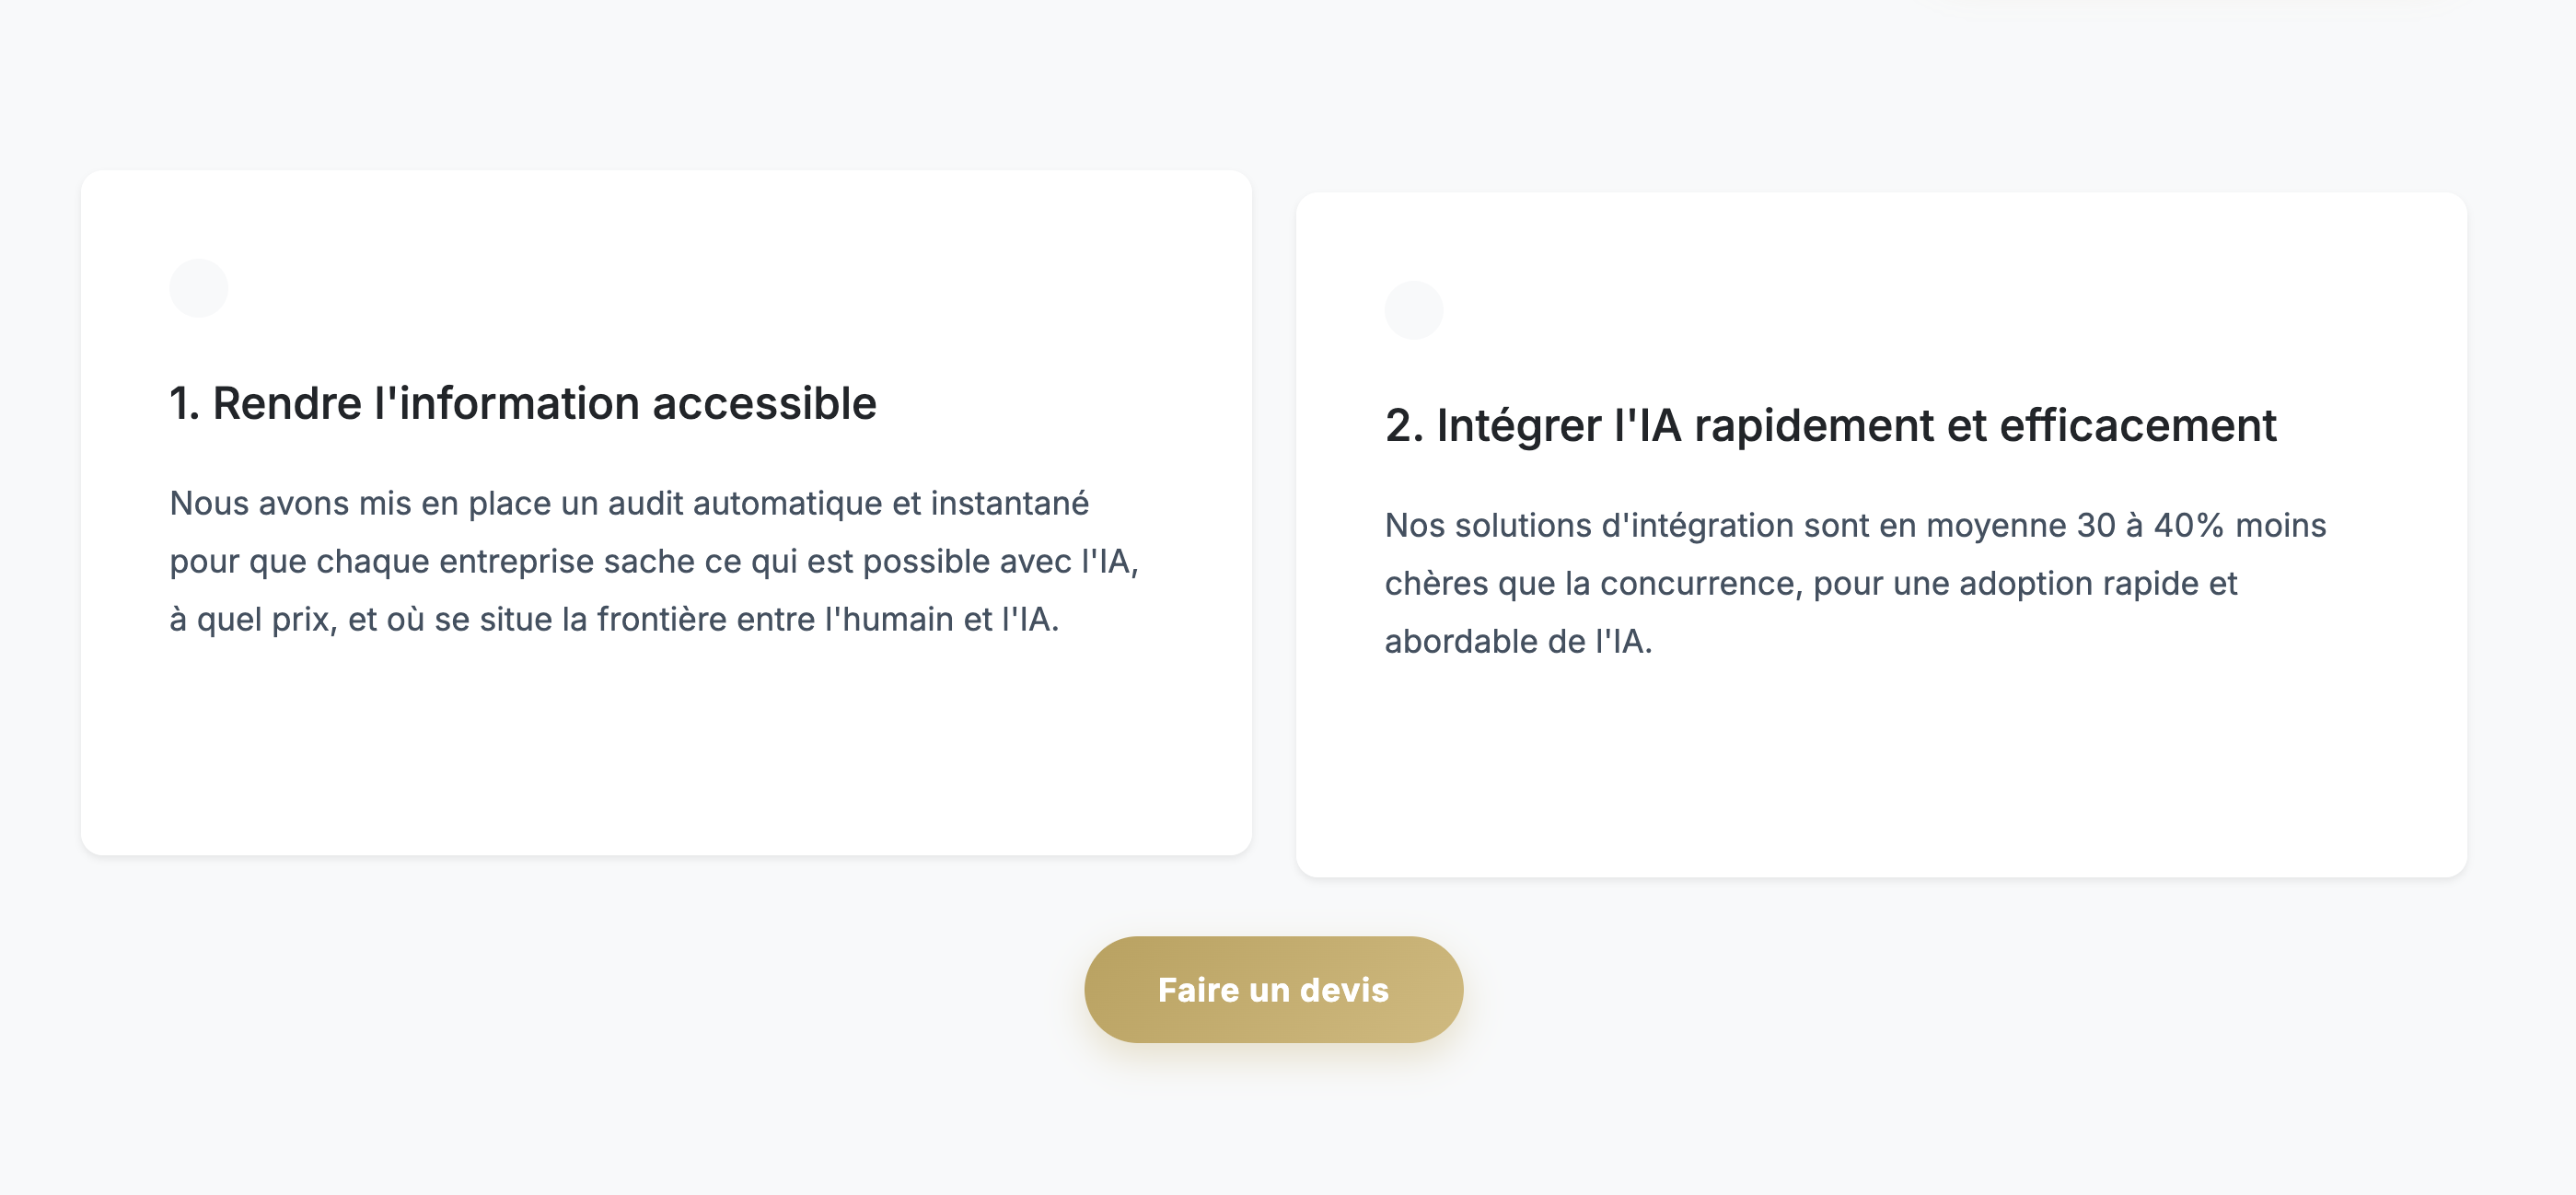 1. Rendre l'information accessible
Nous avons mis en place un audit automatique et instantané
pour que chaque entreprise sache ce qui est possible avec l'IA,
à quel prix, et où se situe la frontière entre l'humain et l'IA.
2. Intégrer l'IA rapidement et efficacement
Nos solutions d'intégration sont en moyenne 30 à 40% moins
chères que la concurrence, pour une adoption rapide et
abordable de l'IA.
Faire un devis